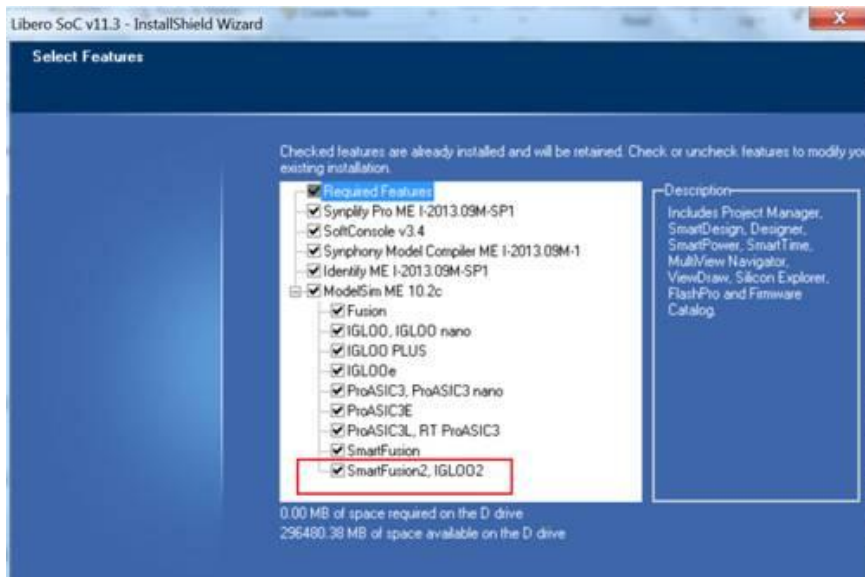 Libero SoC v11.3 - InstallShield Wizard
Select Features
Checked features are already installed and will be retained. Check or uncheck features to modify you
existing installation.
Required Features
Synplify Pro ME I-2013.09M-SP1
SoftConsole v3.4
Synphony Model Compiler ME I-2013.09M-1
Identify ME I-2013.09M-SP1
ModelSim ME 10.2c
Fusion
IGLOO, IGLOO nano
IGLOO PLUS
IGLOOe
ProASIC3, ProASIC3 nano
ProASIC3E
ProASIC3L, RT ProASIC3
SmartFusion
SmartFusion2, IGLOO2
Description
Includes Project Manager,
SmartDesign, Designer,
SmartPower, SmartTime,
MultiView Navigator,
ViewDraw, Silicon Explorer,
FlashPro and Firmware
Catalog.
0.00 MB of space required on the D drive
296480.38 MB of space available on the D drive